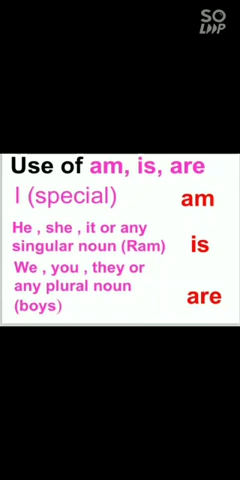 SO
LOOP
Use of am, is, are
I (special) am
He , she , it or any
singular noun (Ram) is
We , you , they or
any plural noun are
(boys)